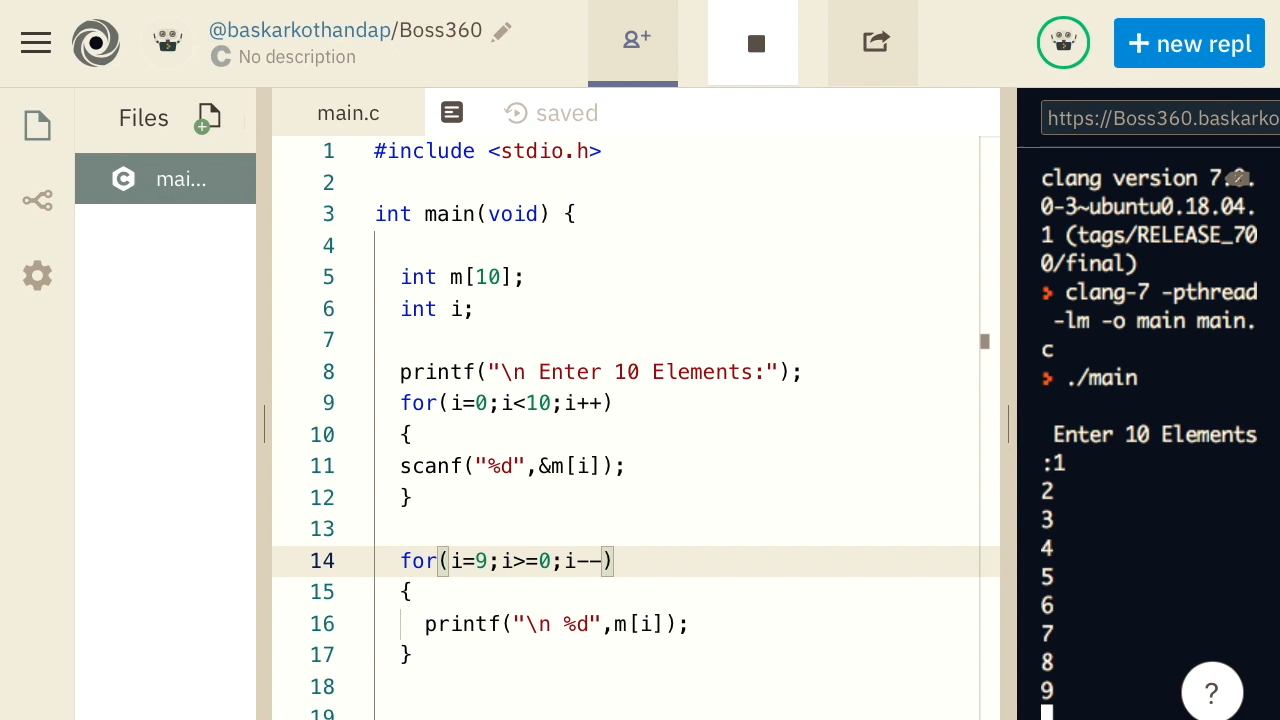 @baskarkothandap/Boss360
No description
+ new repl
Files
main.c
saved
https://Boss360.baskarko
mai...
1 #include <stdio.h>
2
3 int main(void) {
4
5 int m[10];
6 int i;
7
8 printf("\n Enter 10 Elements:");
9 for(i=0;i<10;i++)
10 {
11 scanf("%d",&m[i]);
12 }
13
14 for(i=9;i>=0;i--)
15 {
16 printf("\n %d",m[i]);
17 }
18
19
clang version 7.
0-3~ubuntu0.18.04.
1 (tags/RELEASE_70
0/final)
> clang-7 -pthread
-lm -o main main.
c
> ./main
Enter 10 Elements
:1
2
3
4
5
6
7
8
9
?